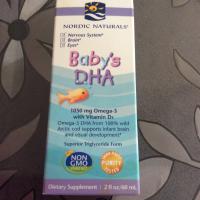 NORDIC NATURALS®
Nervous System*
Brain*
Eyes*
Baby's
DHA
1050 mg Omega-3
with Vitamin D3
Omega-3 DHA from 100% wild
Arctic cod supports infant brain
and visual development*
Superior Triglyceride Form
NON
GMO
PURITY
TESTED
Dietary Supplement | 2 fl oz/60 mL